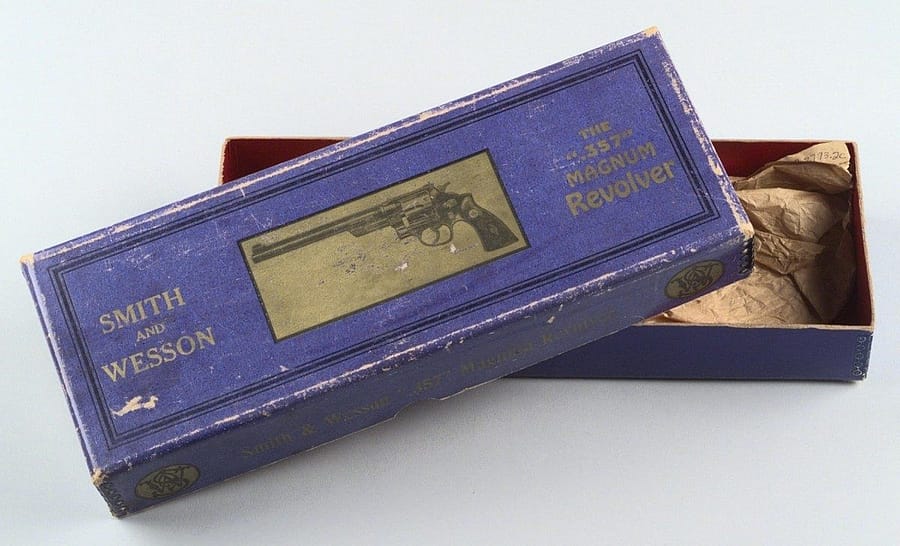 THE
".357"
MAGNUM
Revolver
SMITH
AND
WESSON
Smith & Wesson .357" Magnum Revolver